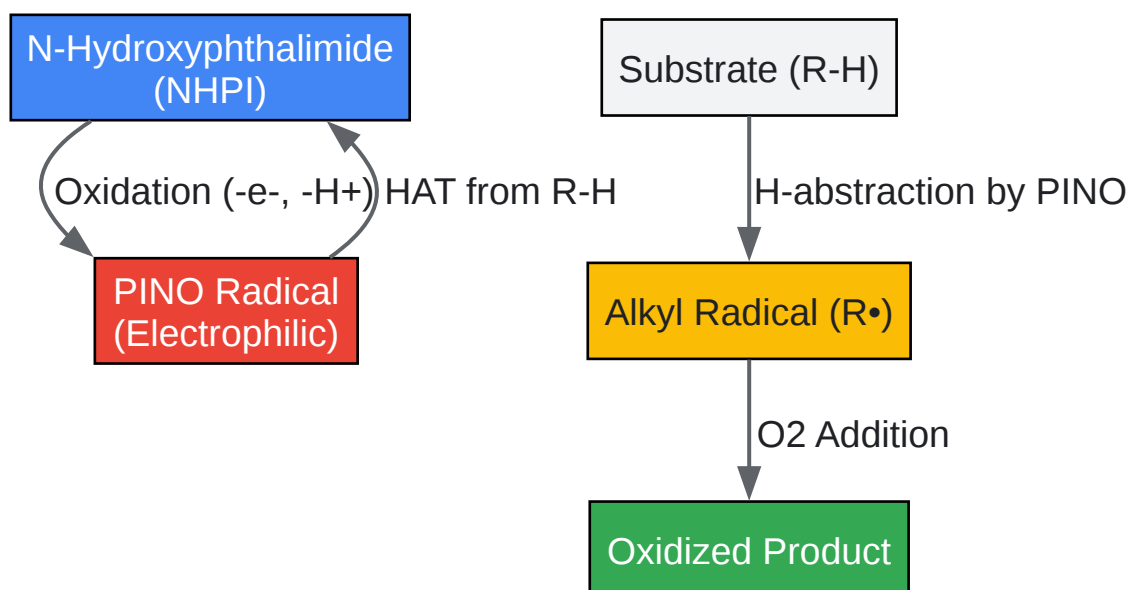 N-Hydroxyphthalimide
(NHPI)
Substrate (R-H)
Oxidation (-e-, -H+)
HAT from R-H
H-abstraction by PINO
PINO Radical
(Electrophilic)
Alkyl Radical (R•)
O2 Addition
Oxidized Product